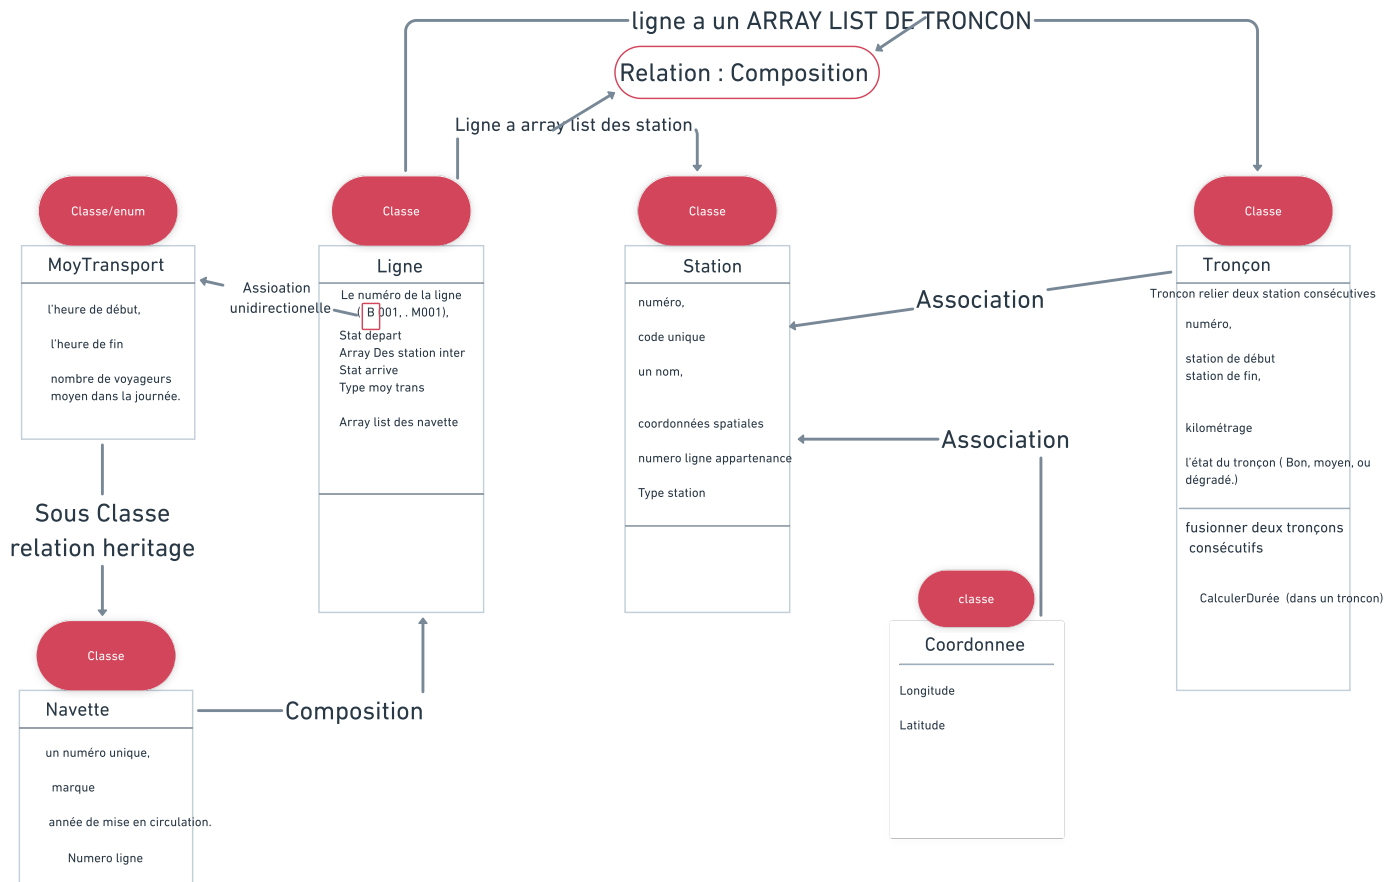 ligne a un ARRAY LIST DE TRONCON
Relation : Composition
Ligne a array list des station
Classe/enum
MoyTransport
l'heure de début,
l'heure de fin
nombre de voyageurs
moyen dans la journée.
Assioation
unidirectionelle
Classe
Ligne
Le numéro de la ligne
( B 001, . M001),
Stat depart
Array Des station inter
Stat arrive
Type moy trans
Array list des navette
Classe
Station
numéro,
code unique
un nom,
coordonnées spatiales
numero ligne appartenance
Type station
Association
Association
Classe
Tronçon
Troncon relier deux station consécutives
numéro,
station de début
station de fin,
kilométrage
l'état du tronçon ( Bon, moyen, ou
dégradé.)
fusionner deux tronçons
consécutifs
CalculerDurée (dans un troncon)
Sous Classe
relation heritage
Classe
Navette
un numéro unique,
marque
année de mise en circulation.
Numero ligne
Composition
classe
Coordonnee
Longitude
Latitude